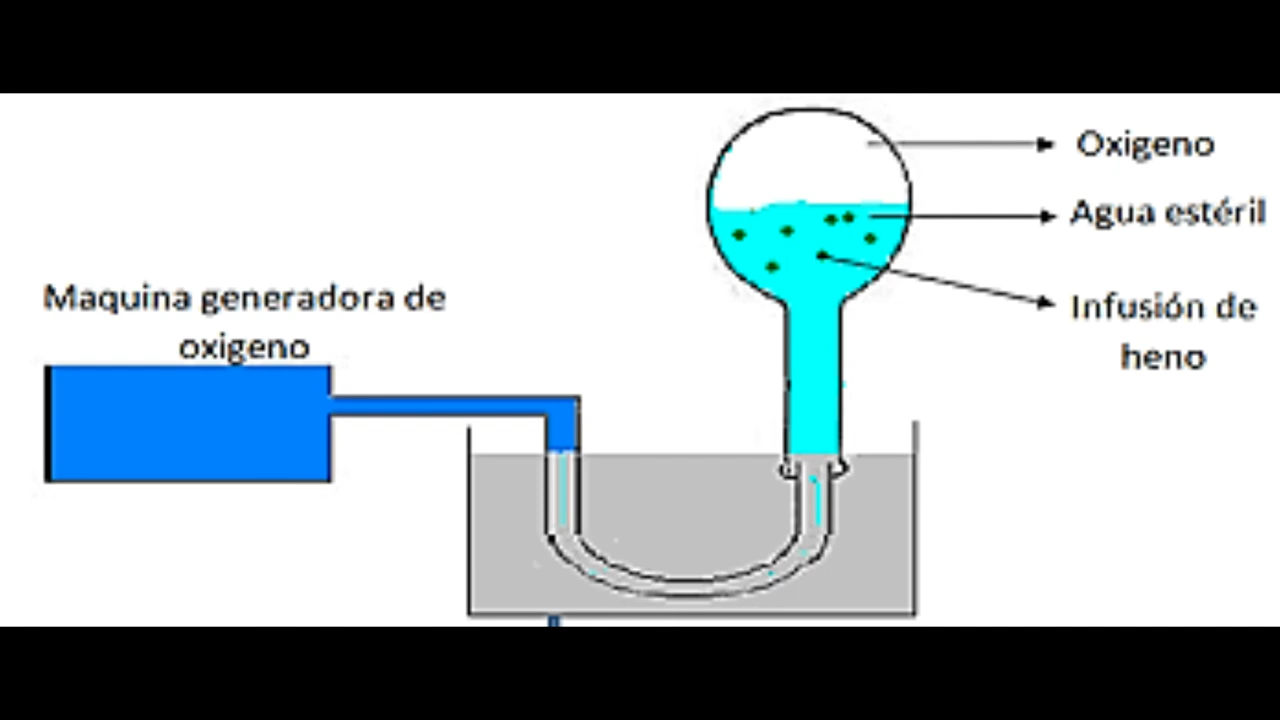 Oxigeno
Agua estéril
Maquina generadora de
oxigeno
Infusión de
heno